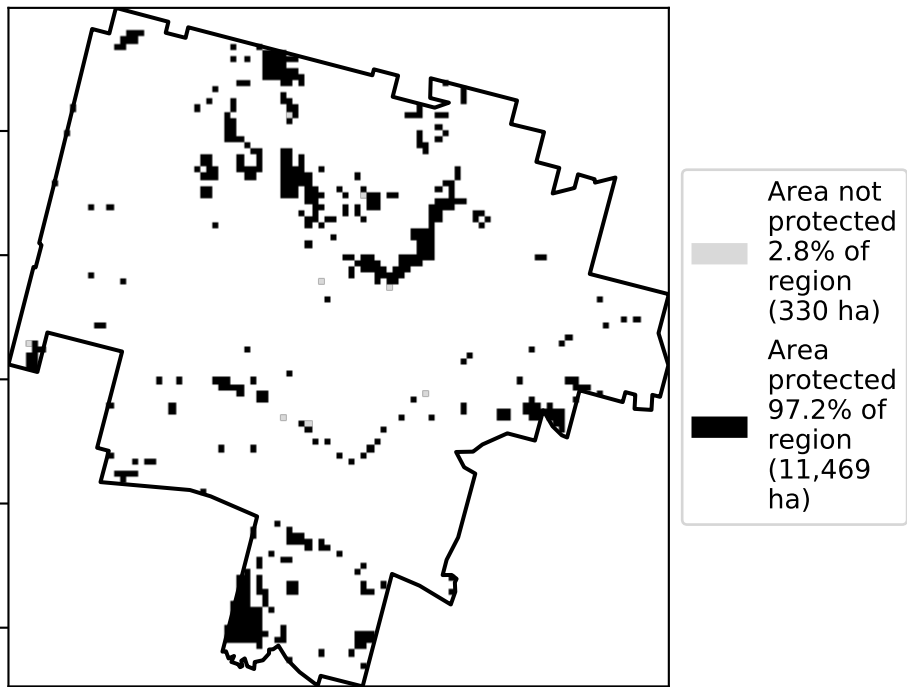 Area not
protected
2.8% of
region
(330 ha)
Area
protected
97.2% of
region
(11,469
ha)